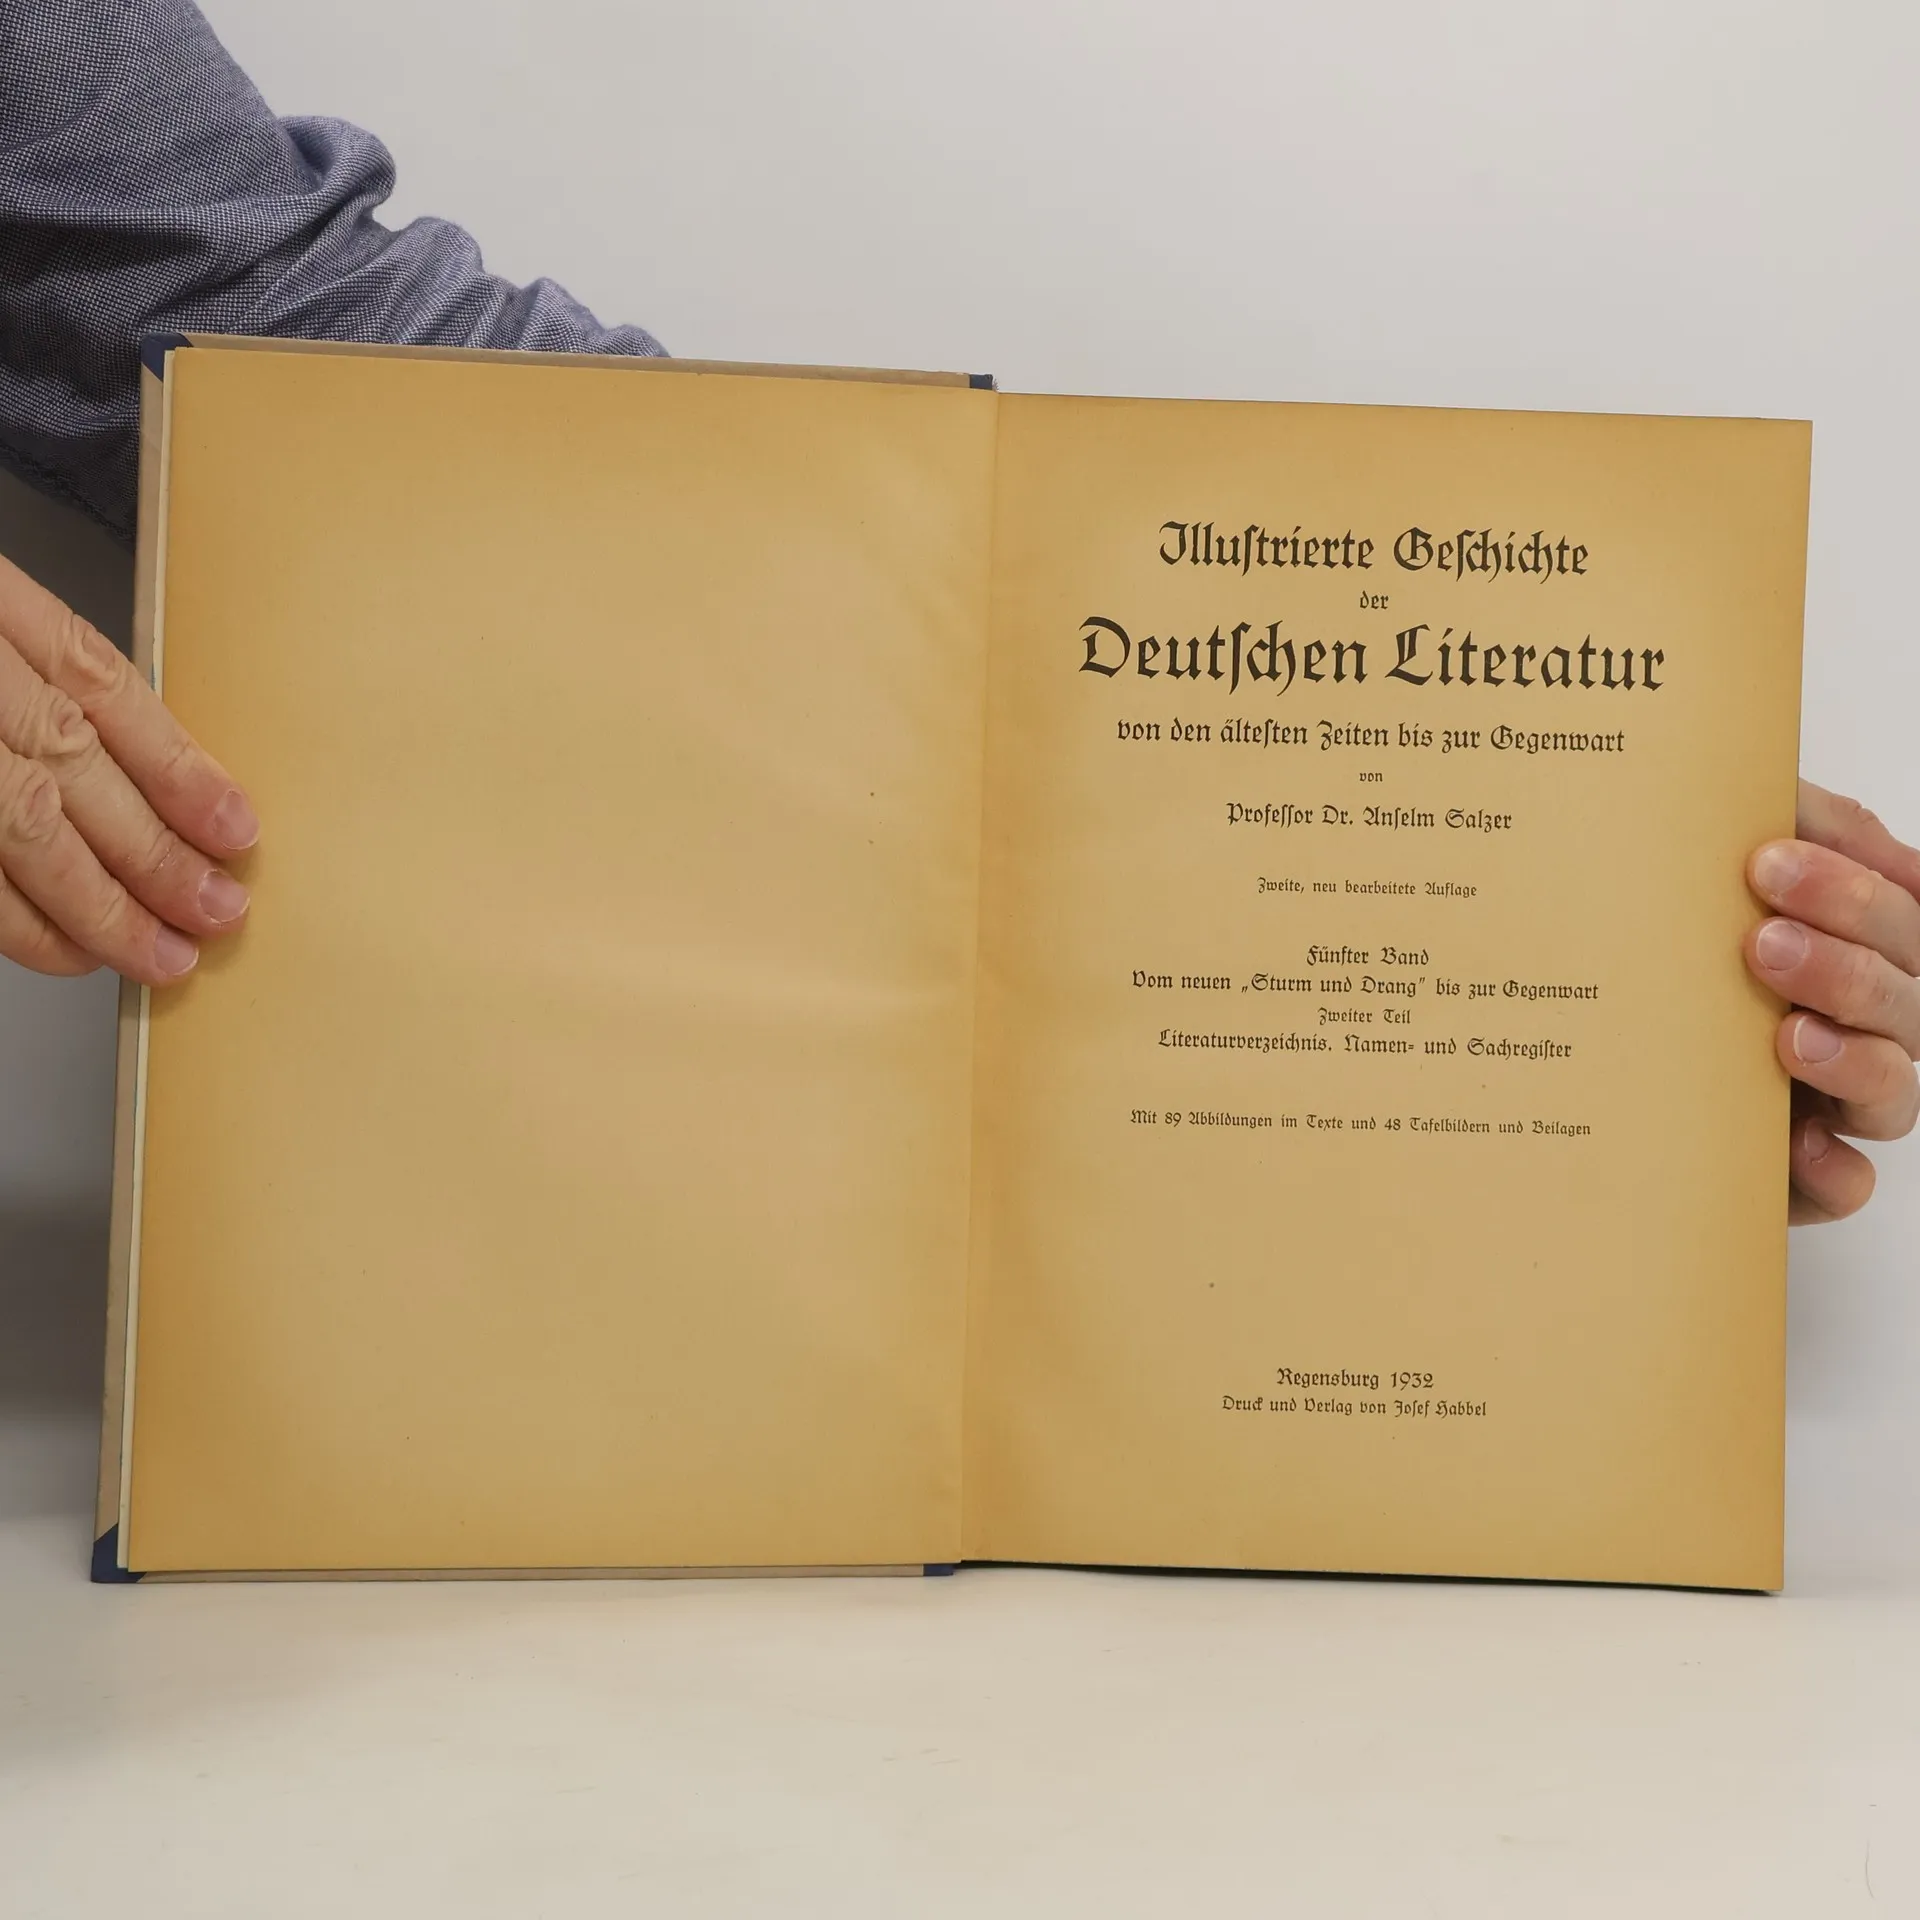 Illuſtrierte Geſchichte
der
Deutſchen Literatur
von den älteſten Zeiten bis zur Gegenwart
von
Profeſſor Dr. Anſelm Salzer
Zweite, neu bearbeitete Auflage
Fünfter Band
Vom neuen „Sturm und Drang” bis zur Gegenwart
Zweiter Teil
Literaturverzeichnis. Namen- und Sachregiſter
Mit 89 Abbildungen im Texte und 48 Tafelbildern und Beilagen
Regensburg 1932
Druck und Verlag von Joſef Habbel